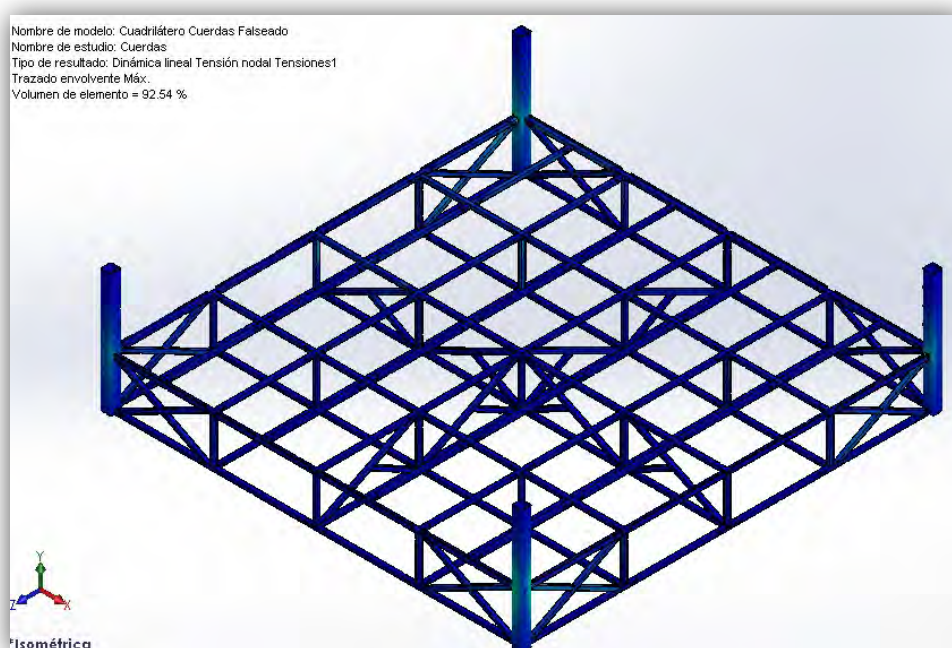 Nombre de modelo: Cuadrilátero Cuerdas Falseado
Nombre de estudio: Cuerdas
Tipo de resultado: Dinámica lineal Tensión nodal Tensiones1
Trazado envolvente Máx.
Volumen de elemento = 92.54 %
Y
Z
X
*Isométrica